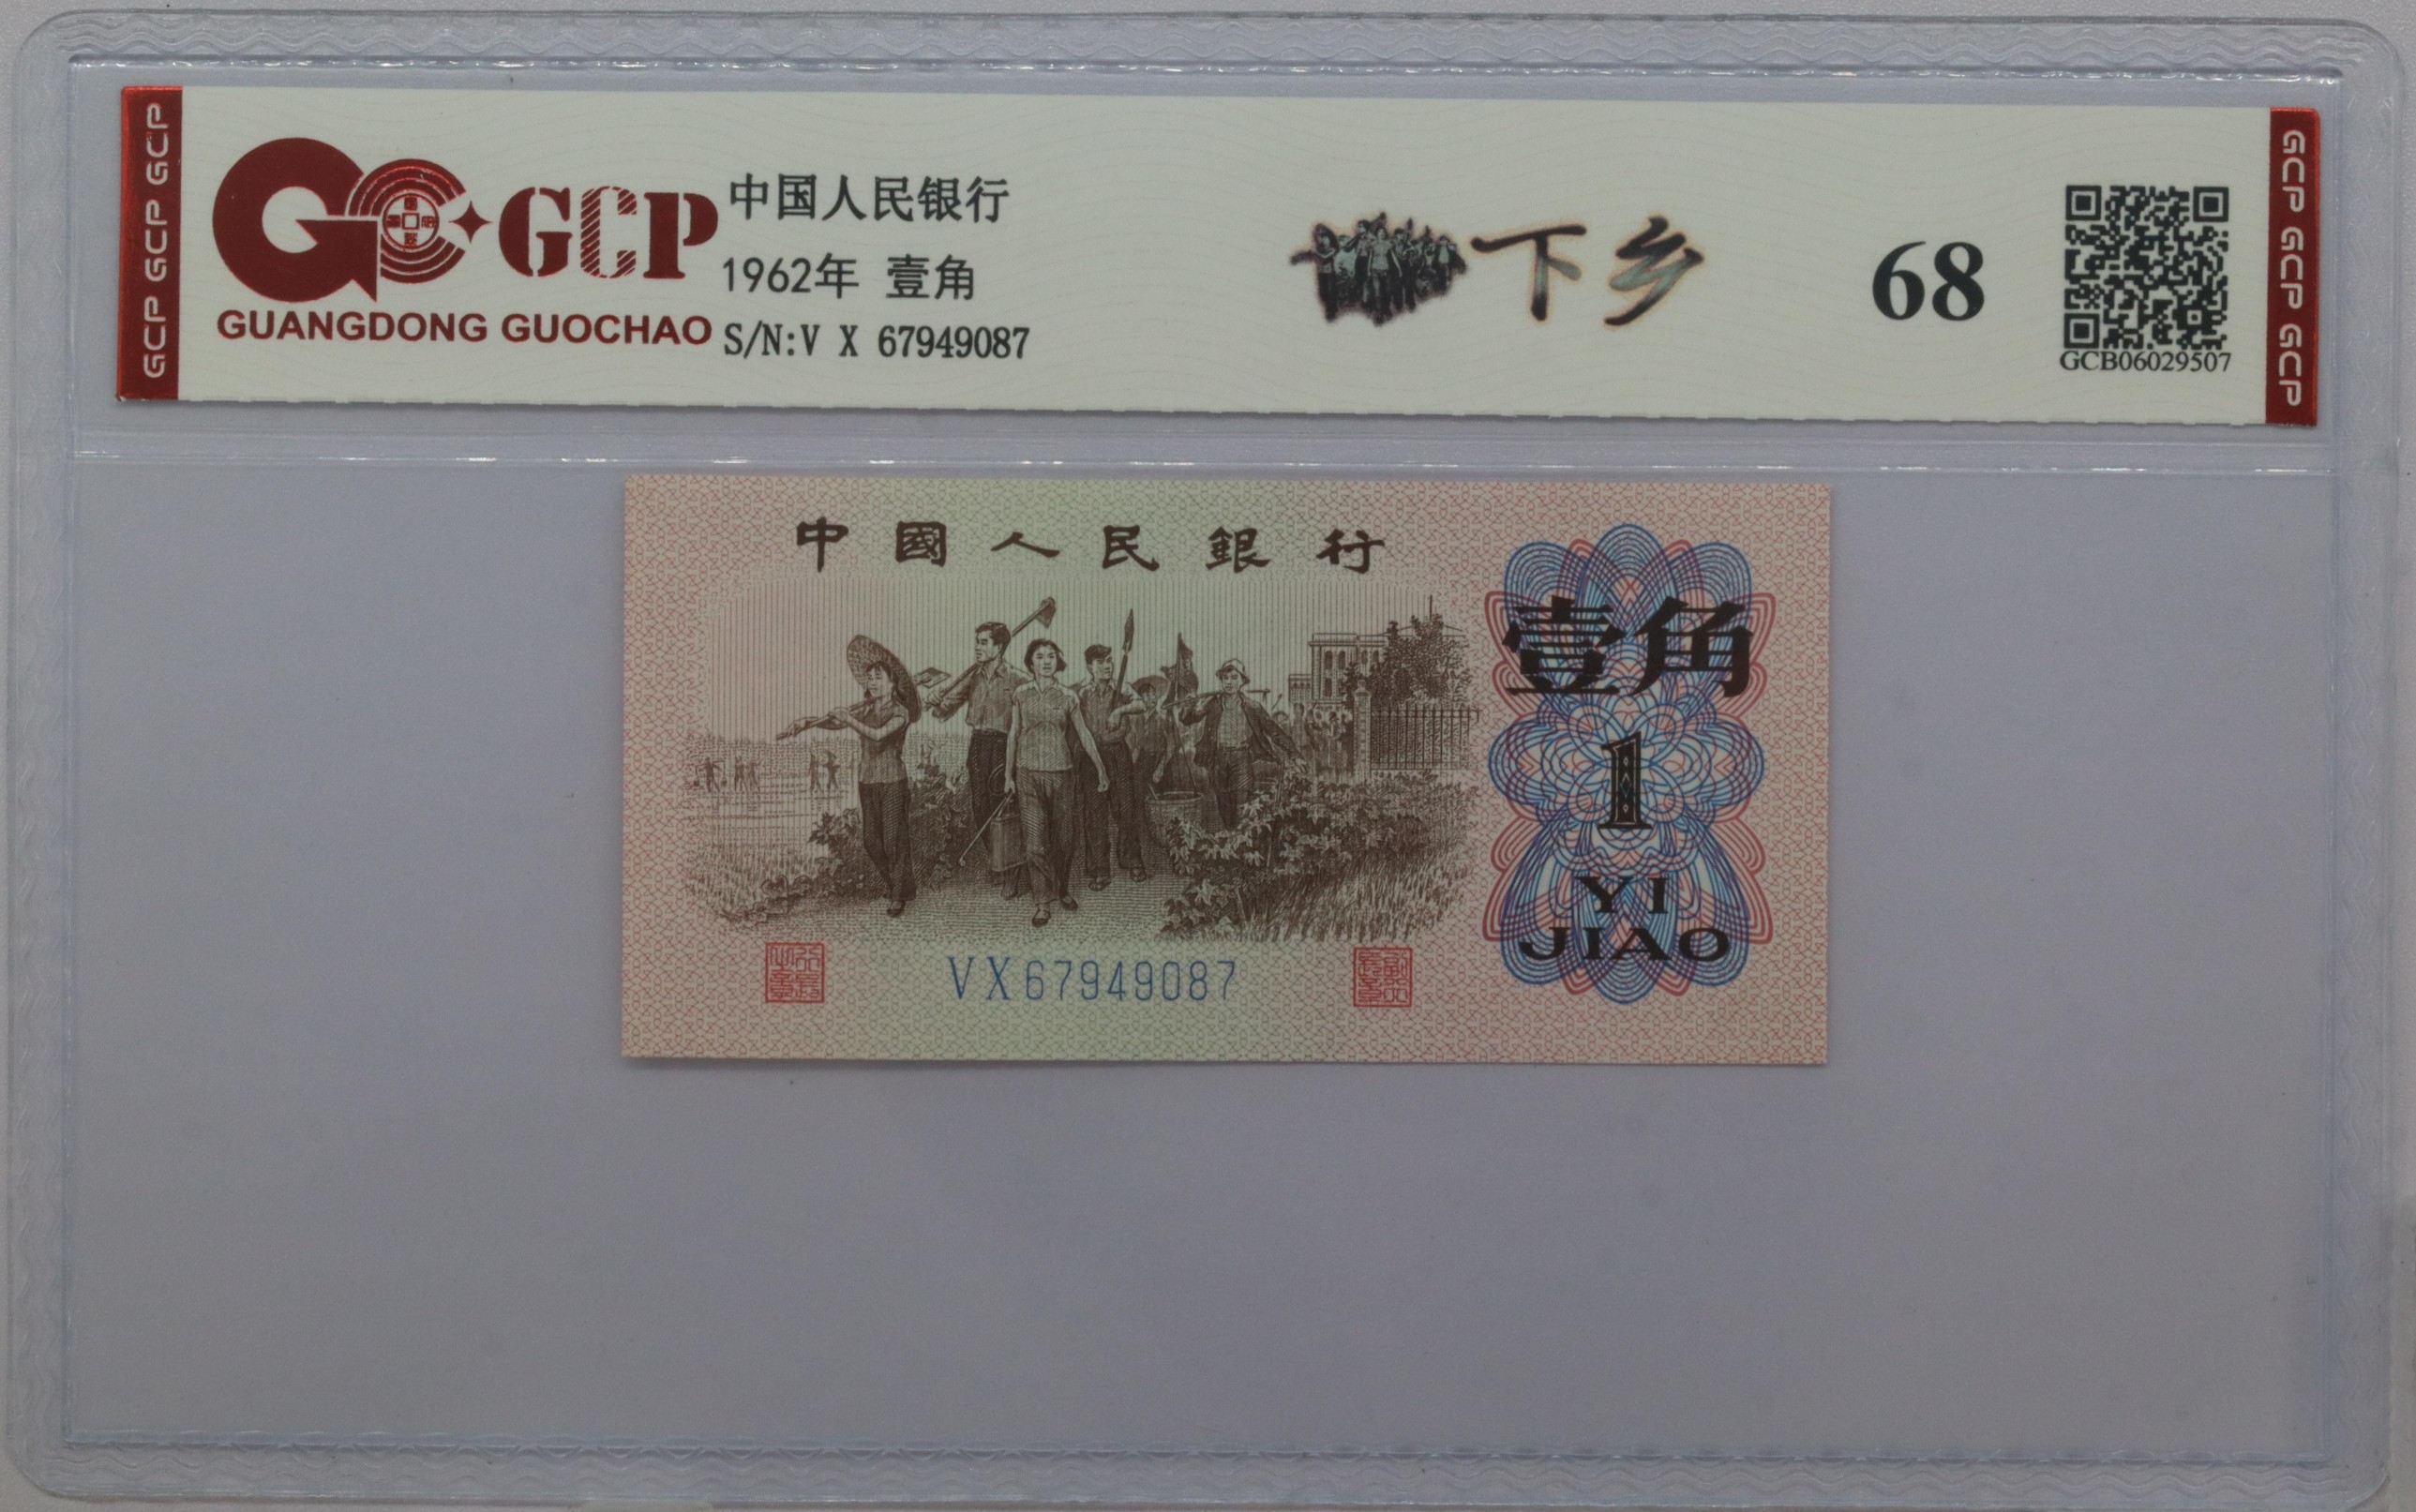 GCP GCP GCP
GCP
GUANGDONG GUOCHAO
中国人民银行
1962年 壹角
S/N:V X 67949087
下乡
68
GCB06029507
GCP GCP GCP
中國人民銀行
壹角
1
YI
JIAO
VX67949087